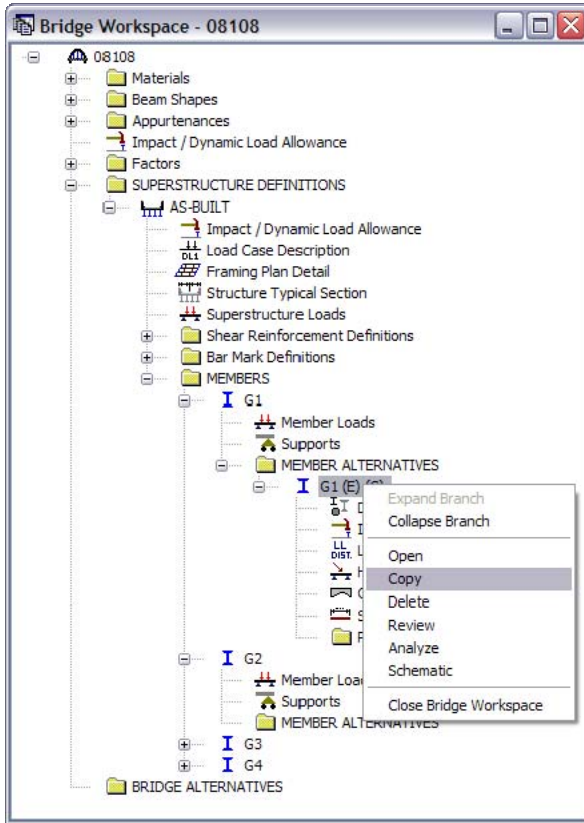 Bridge Workspace - 08108
08108
Materials
Beam Shapes
Appurtenances
Impact / Dynamic Load Allowance
Factors
SUPERSTRUCTURE DEFINITIONS
AS-BUILT
Impact / Dynamic Load Allowance
DL1 Load Case Description
Framing Plan Detail
Structure Typical Section
Superstructure Loads
Shear Reinforcement Definitions
Bar Mark Definitions
MEMBERS
G1
Member Loads
Supports
MEMBER ALTERNATIVES
G1 (E)
LL
DIST.
Expand Branch
Collapse Branch
Open
Copy
Delete
Review
Analyze
Schematic
Close Bridge Workspace
G2
Member
Supports
MEMBER ALTERNATIVES
G3
G4
BRIDGE ALTERNATIVES